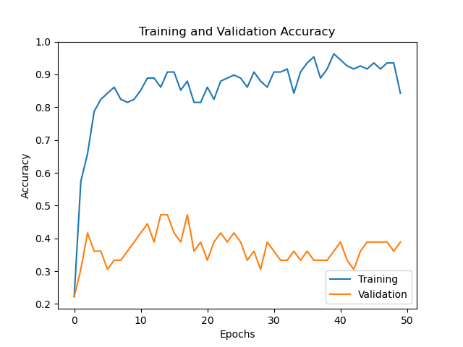 Training and Validation Accuracy
1.0
0.9
0.8
0.7
0.6
0.5
0.4
0.3
0.2
Accuracy
0 10 20 30 40 50
Epochs
Training
Validation